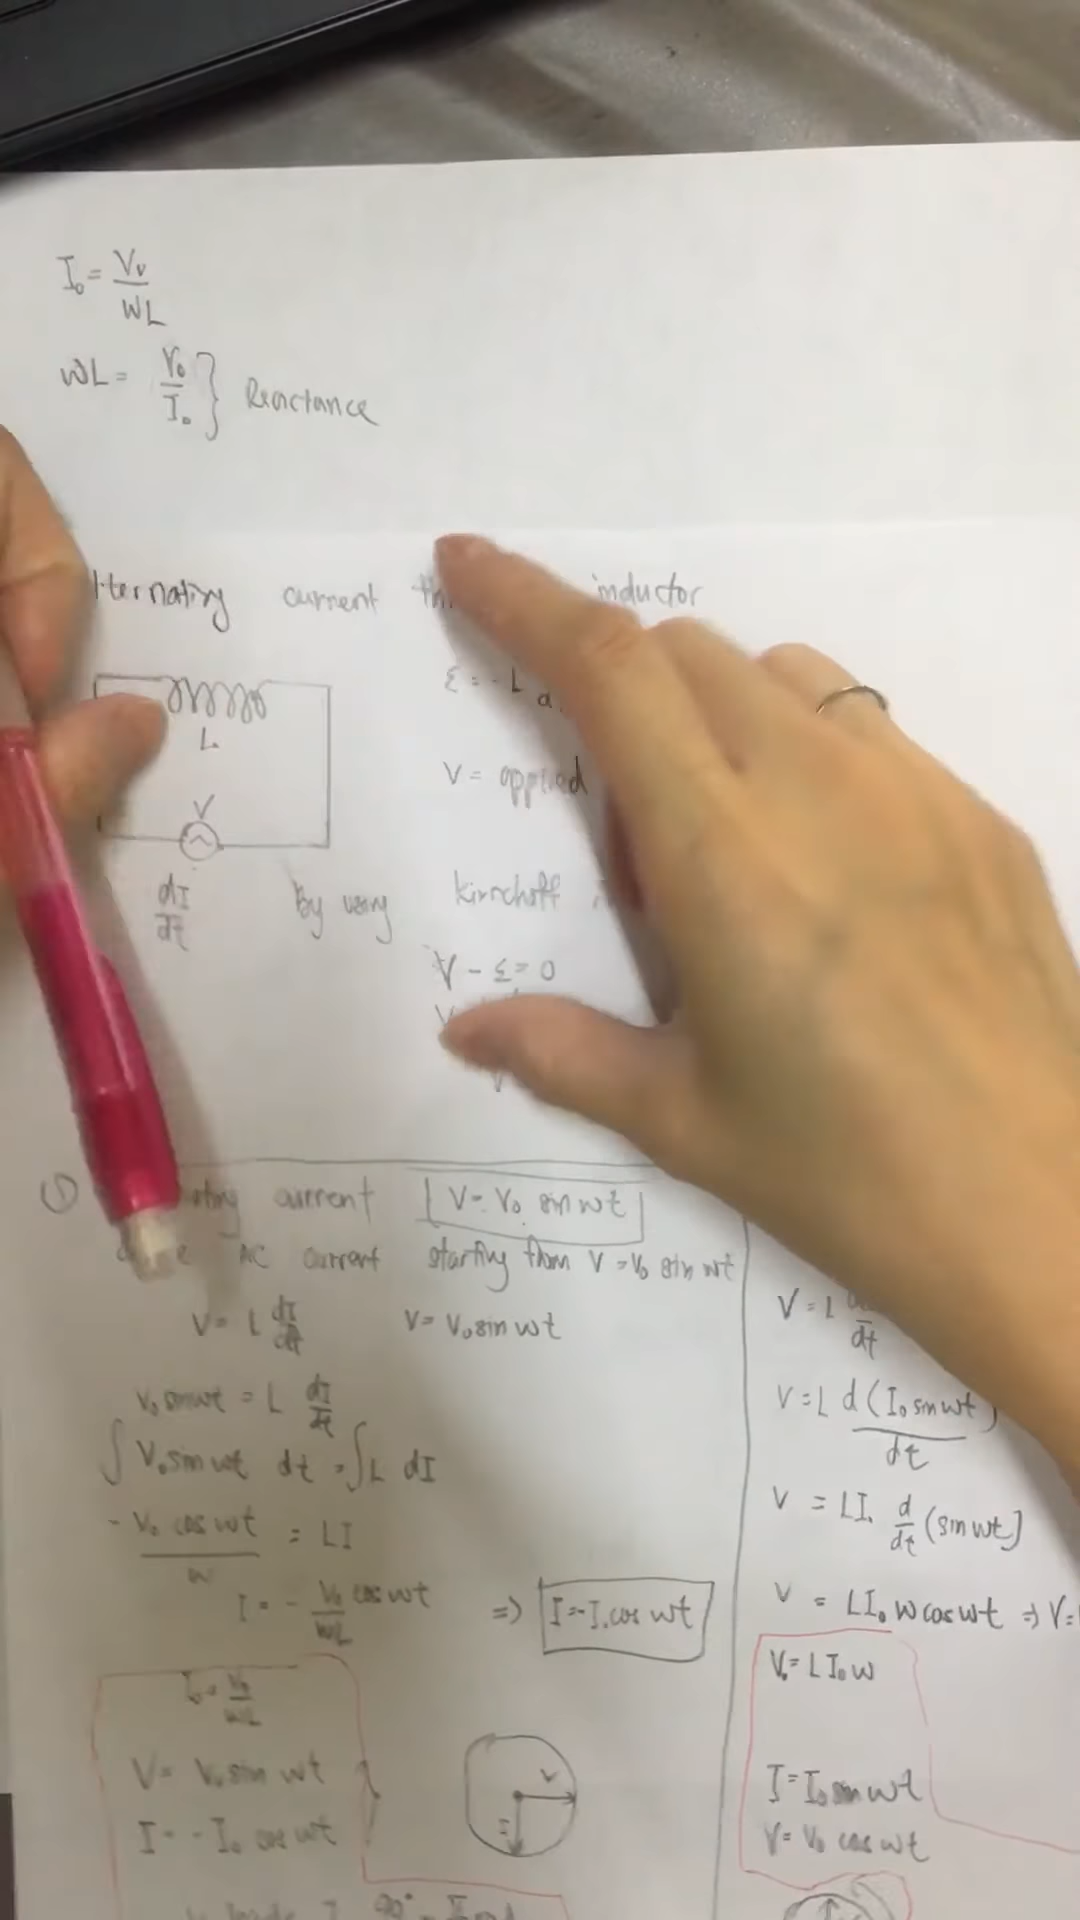 I₀ = V₀/WL
WL = V₀/I₀ } Reactance
current inductor
L
V
dI/dt
ε = - L
V = applied
By using Kirrchoff
V - ε = 0
①
current V = V₀ sin wt
AC current starting from V = V₀ sin wt
V = L dI/dt V = V₀ sin wt
V₀ sin wt = L dI/dt
∫ V₀ sin wt dt = ∫ L dI
- V₀ cos wt / w = LI
I = - V₀/WL cos wt => I = - I₀ cos wt
I₀ = V₀/WL
V = V₀ sin wt
I = - I₀ cos wt
V
I
90°
V = L dt
V = L d(I₀ sin wt)/dt
V = LI₀ d/dt (sin wt)
V = LI₀ w cos wt => V =
V₀ = LI₀w
I = I₀ sin wt
V = V₀ cos wt